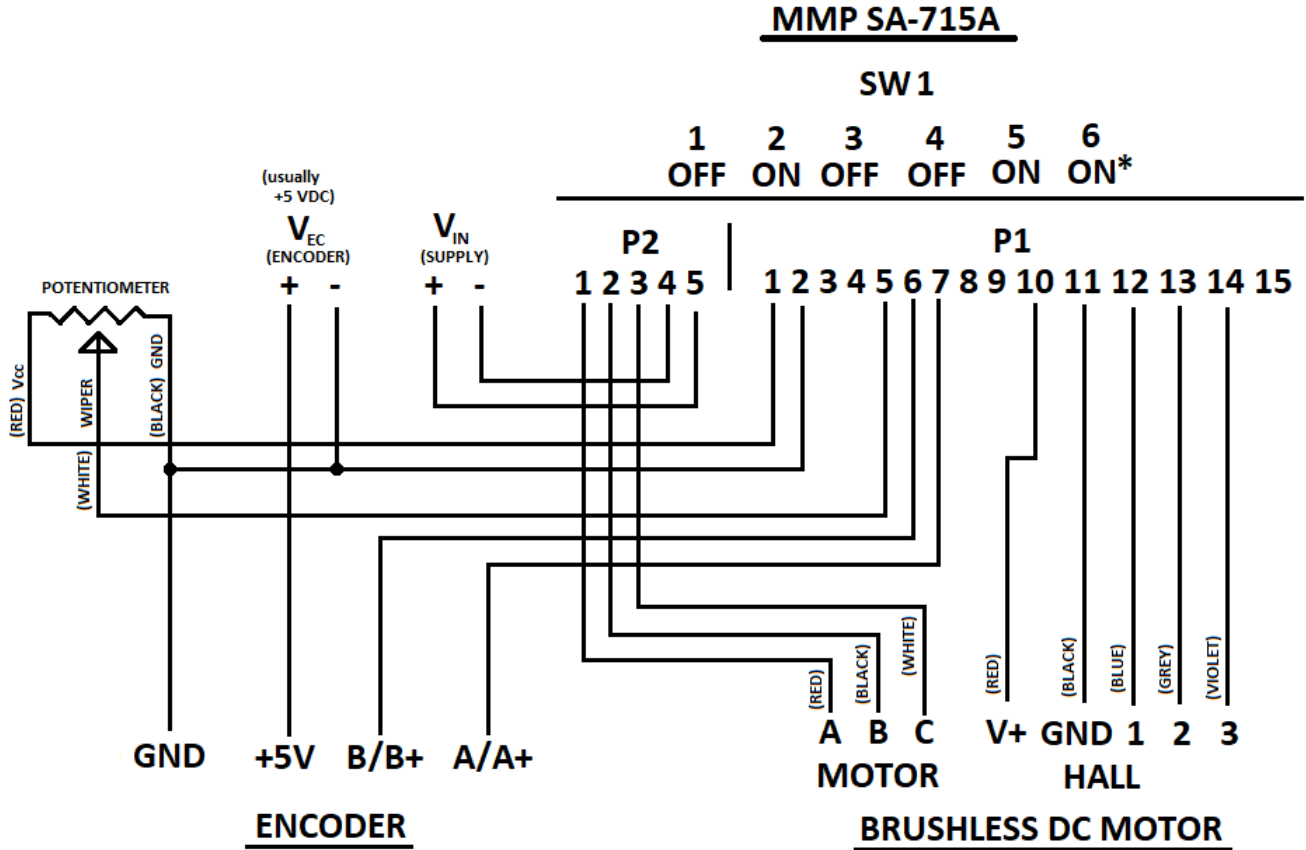 MMP SA-715A
SW 1
1 2 3 4 5 6
OFF ON OFF OFF ON ON*
(usually
+5 VDC)
VEC
(ENCODER)
+ -
VIN
(SUPPLY)
+ -
P2
1 2 3 4 5
P1
1 2 3 4 5 6 7 8 9 10 11 12 13 14 15
POTENTIOMETER
(RED) Vcc
WIPER
(WHITE)
(BLACK) GND
(RED)
(BLACK)
(WHITE)
(RED)
(BLACK)
(BLUE)
(GREY)
(VIOLET)
GND +5V B/B+ A/A+
ENCODER
A B C
MOTOR
V+ GND 1 2 3
HALL
BRUSHLESS DC MOTOR